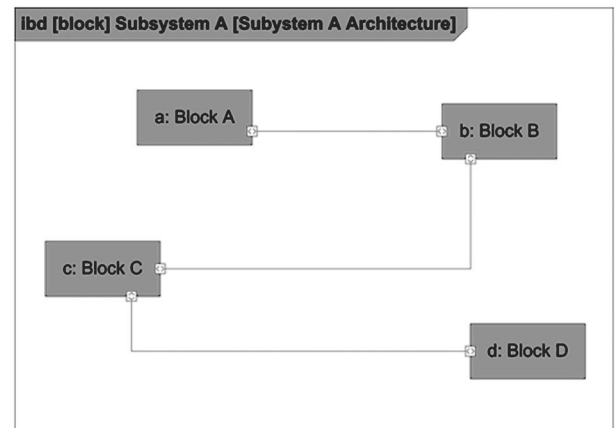 ibd [block] Subsystem A [Subystem A Architecture]
a: Block A
b: Block B
c: Block C
d: Block D